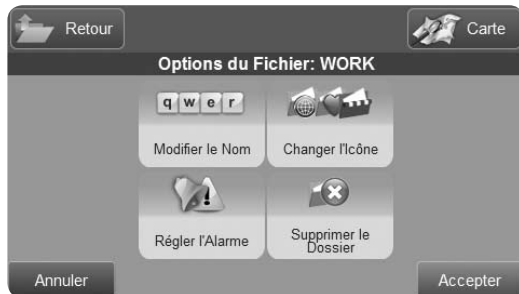 Retour
Carte
Options du Fichier: WORK
q w e r
Modifier le Nom
Changer l'Icône
Régler l'Alarme
Supprimer le
Dossier
Annuler
Accepter